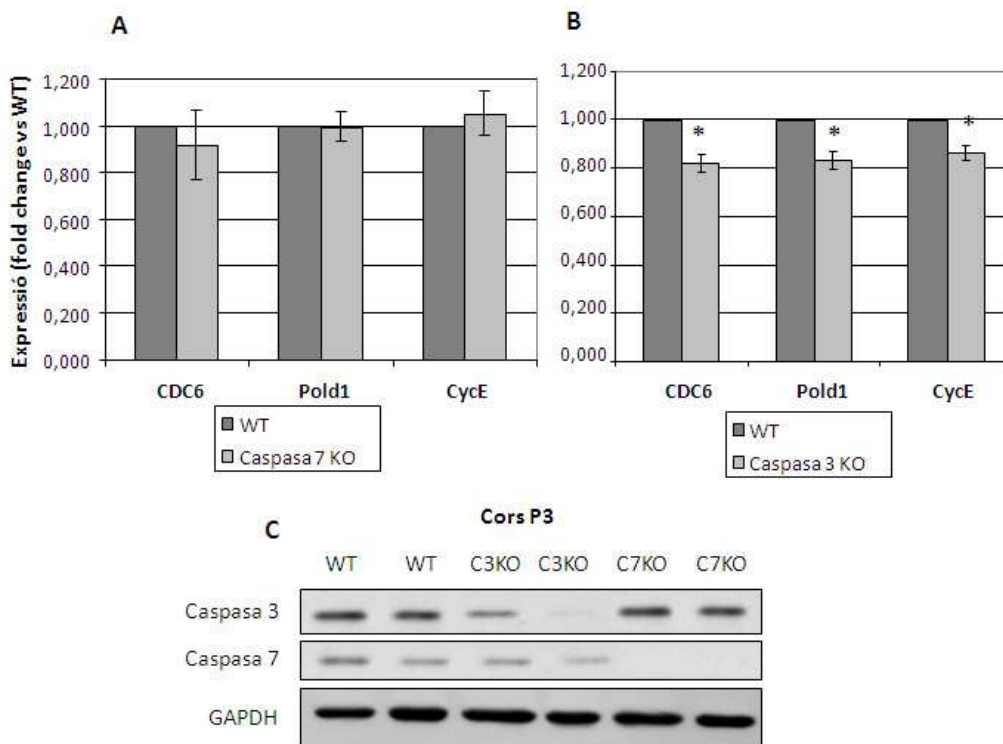 A
B
Expressió (fold change vs WT)
1,200
1,000
0,800
0,600
0,400
0,200
0,000
CDC6
Pold1
CycE
WT
Caspasa 7 KO
1,200
1,000
0,800
0,600
0,400
0,200
0,000
*
*
*
CDC6
Pold1
CycE
WT
Caspasa 3 KO
C
Cors P3
WT WT C3KO C3KO C7KO C7KO
Caspasa 3
Caspasa 7
GAPDH